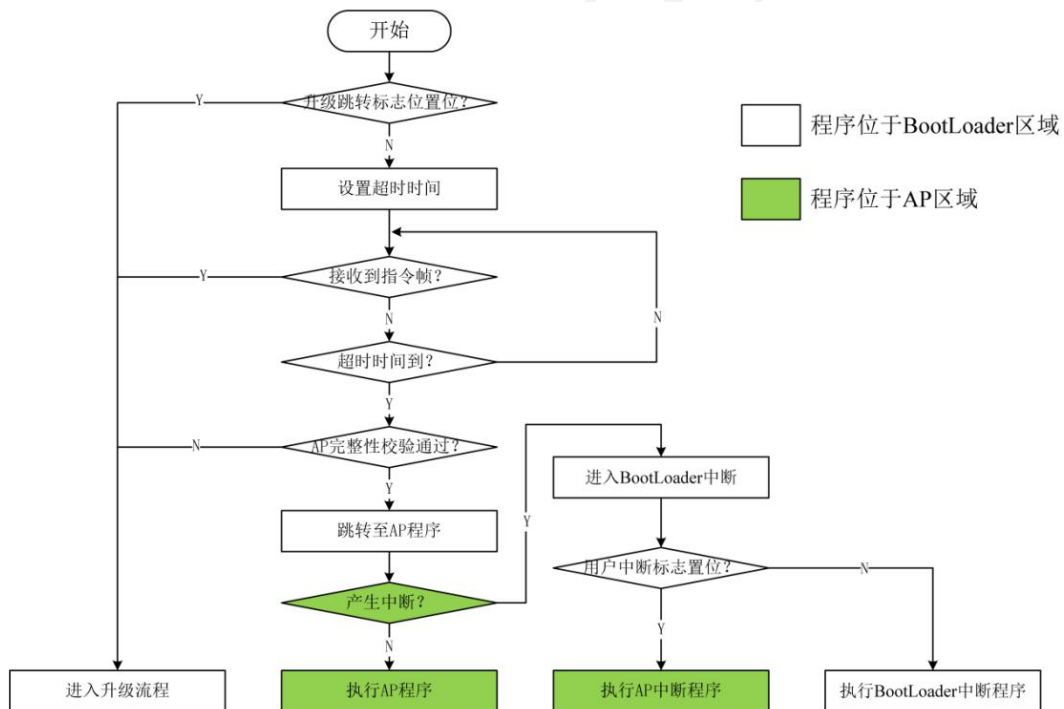 开始
升级跳转标志位置位?
Y
N
程序位于BootLoader区域
设置超时时间
程序位于AP区域
接收到指令帧?
Y
N
N
超时时间到?
Y
AP完整性校验通过?
N
Y
进入BootLoader中断
跳转至AP程序
Y
用户中断标志置位?
N
产生中断?
Y
N
进入升级流程
执行AP程序
执行AP中断程序
执行BootLoader中断程序